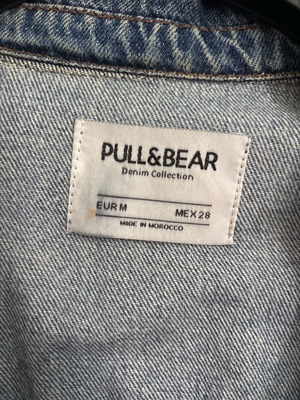 PULL&BEAR
Denim Collection
EUR M MEX 28
MADE IN MOROCCO